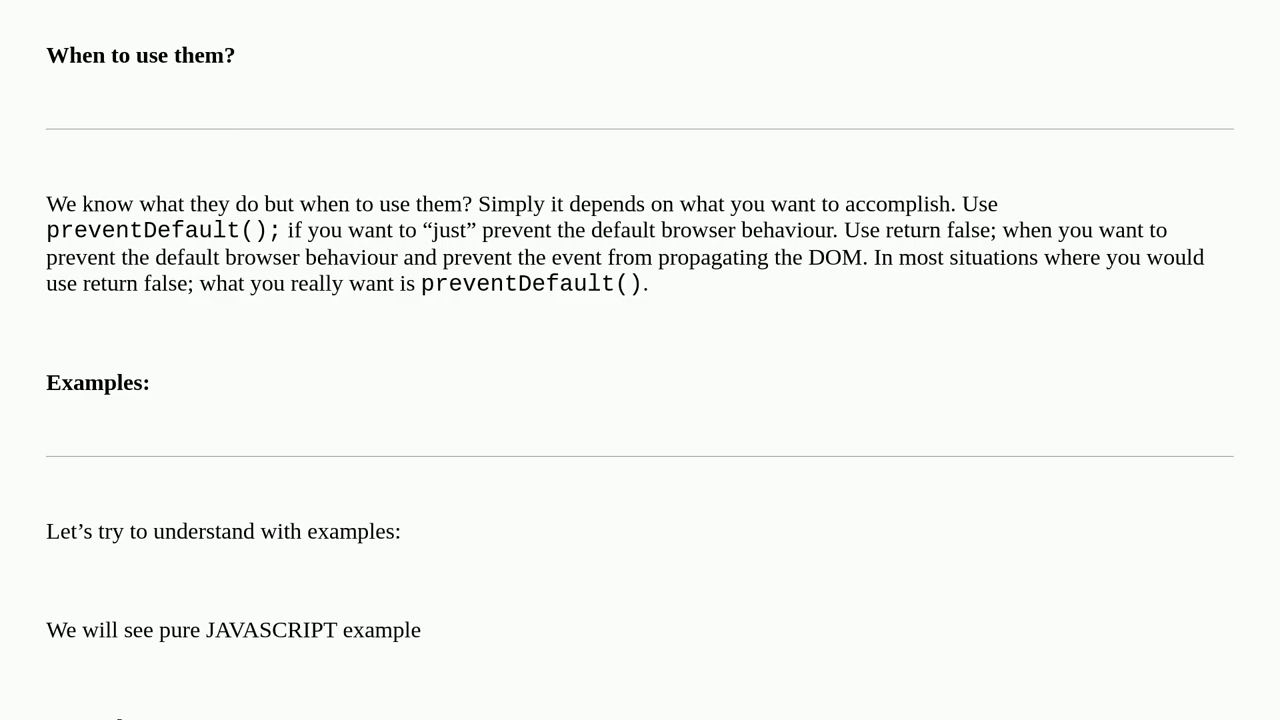 When to use them?
We know what they do but when to use them? Simply it depends on what you want to accomplish. Use
preventDefault(); if you want to “just” prevent the default browser behaviour. Use return false; when you want to
prevent the default browser behaviour and prevent the event from propagating the DOM. In most situations where you would
use return false; what you really want is preventDefault().
Examples:
Let’s try to understand with examples:
We will see pure JAVASCRIPT example